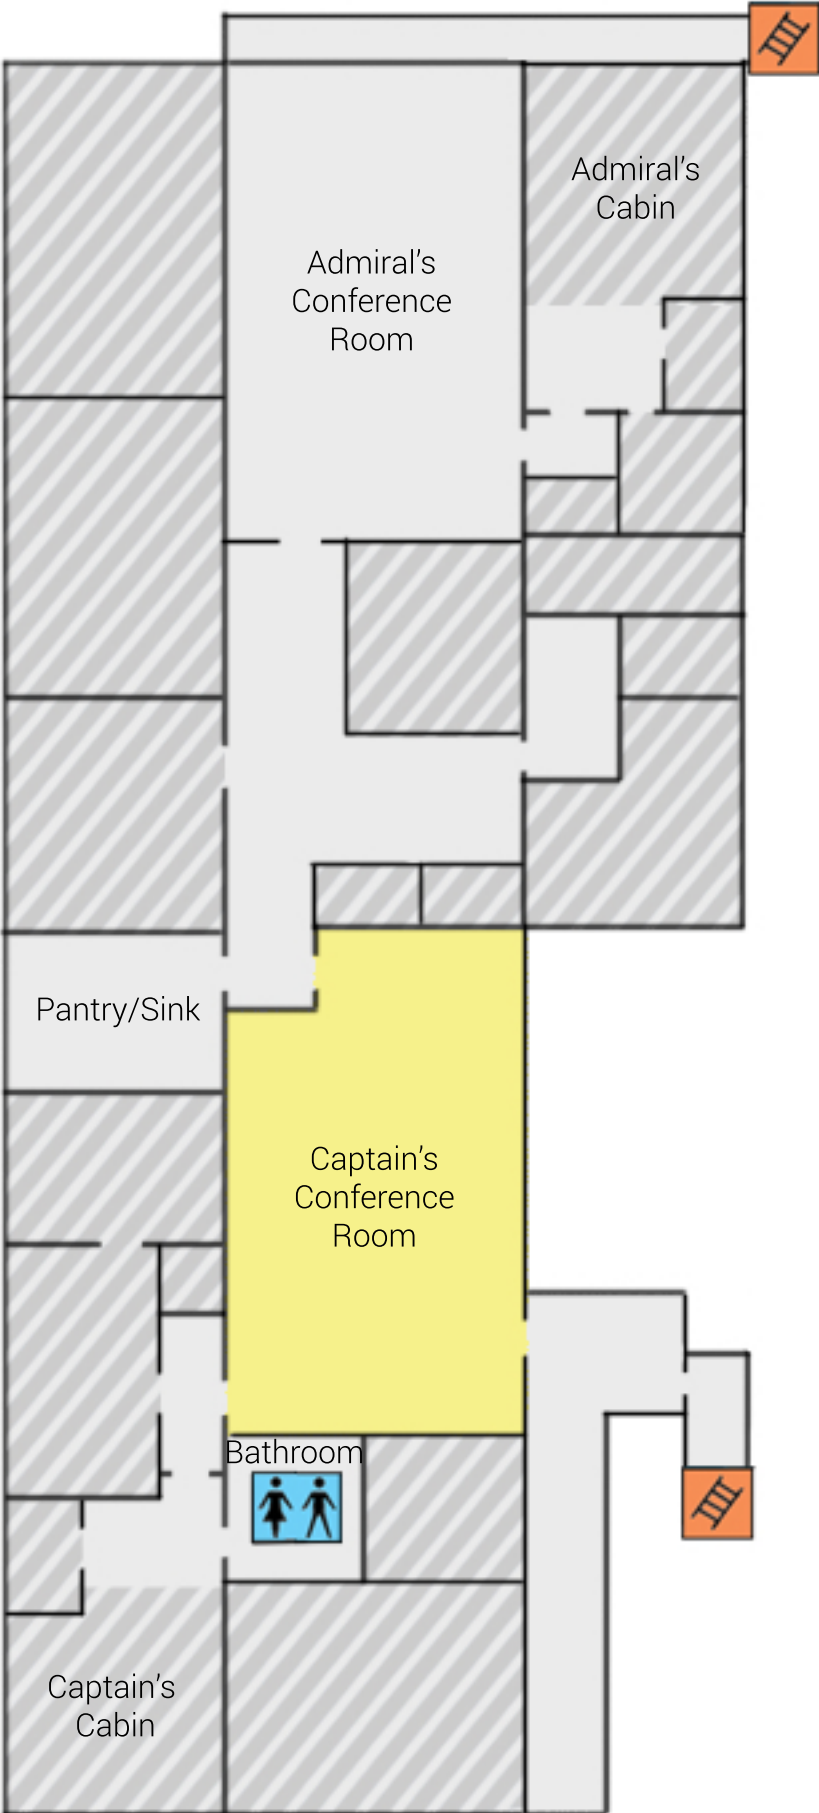 Admiral's
Cabin
Admiral's
Conference
Room
Pantry/Sink
Captain's
Conference
Room
Bathroom
Captain's
Cabin